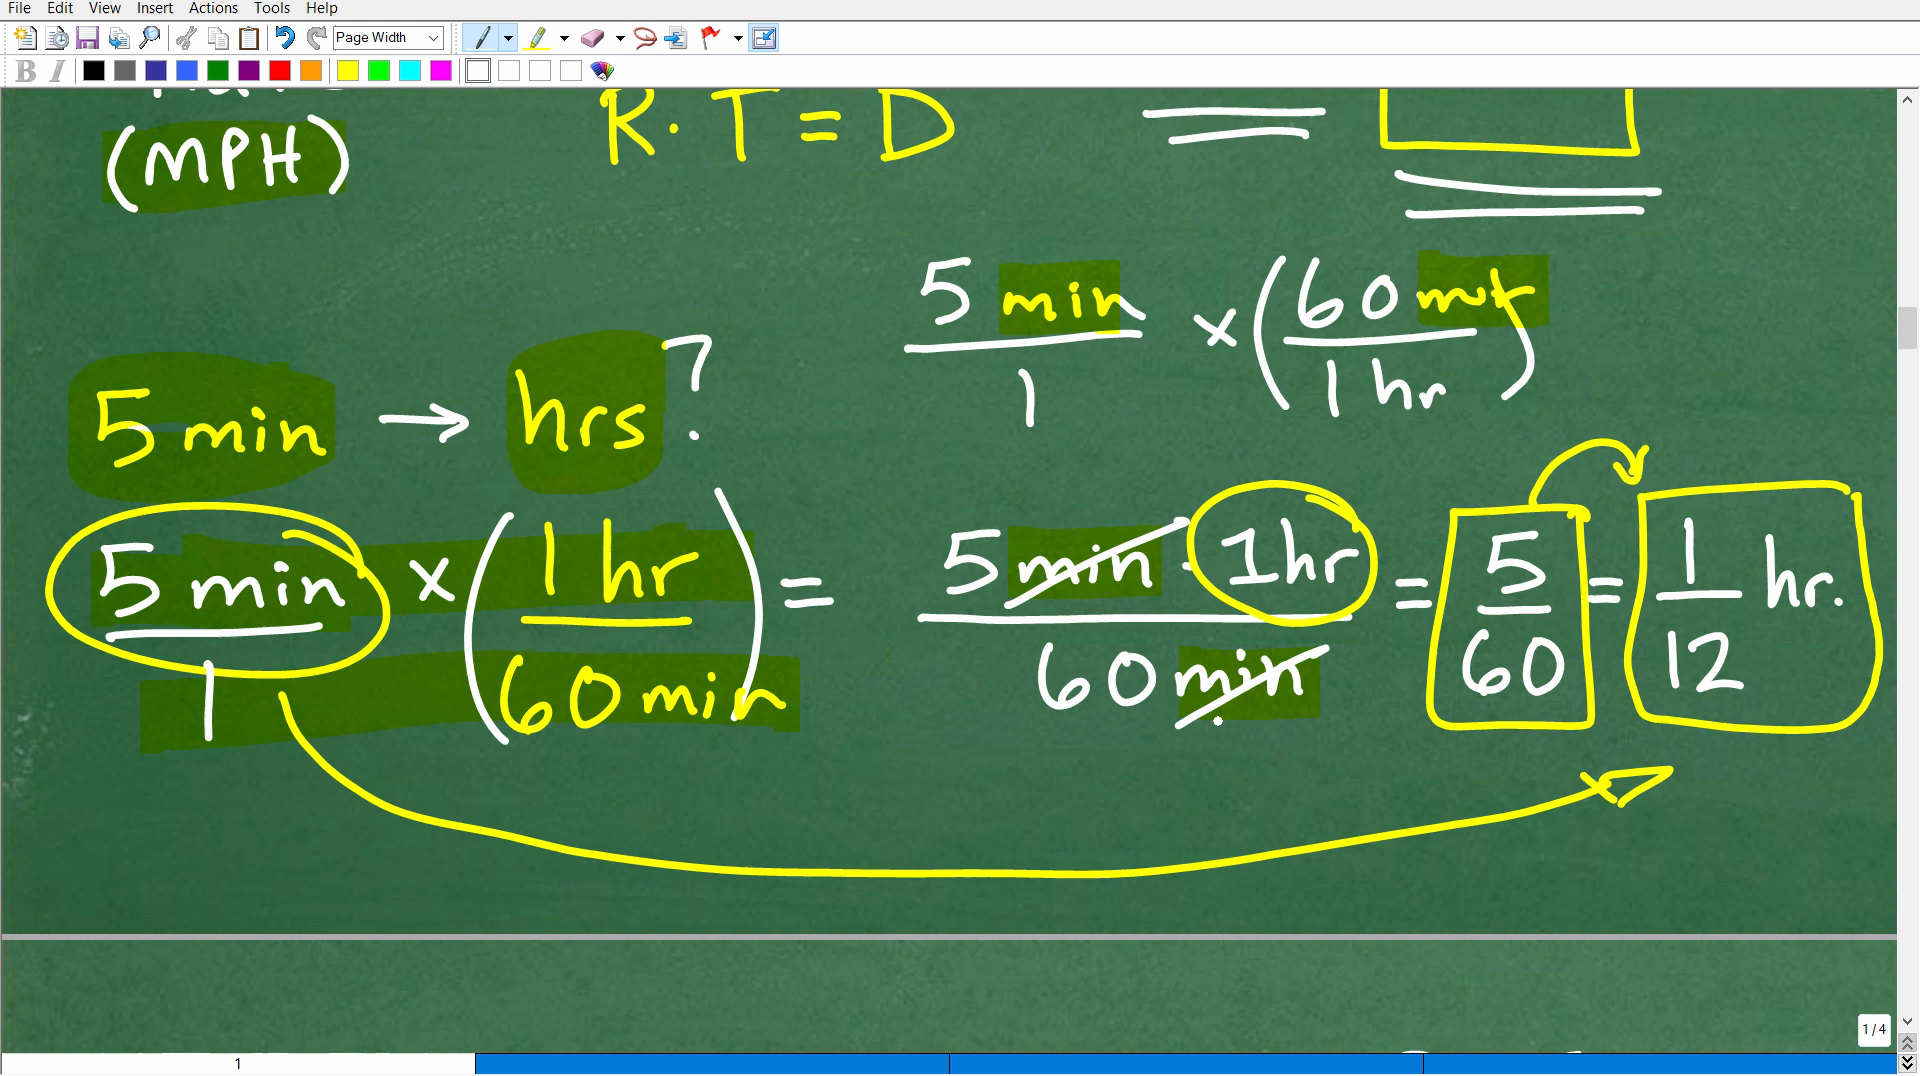 File Edit View Insert Actions Tools Help
Page Width
B I
(MPH)
R · T = D
5 min / 1 × (60 min / 1 hr)
5 min → hrs ?
5 min / 1 × (1 hr / 60 min) = 5 min · 1hr / 60 min = 5 / 60 = 1 / 12 hr.
1 / 4
1